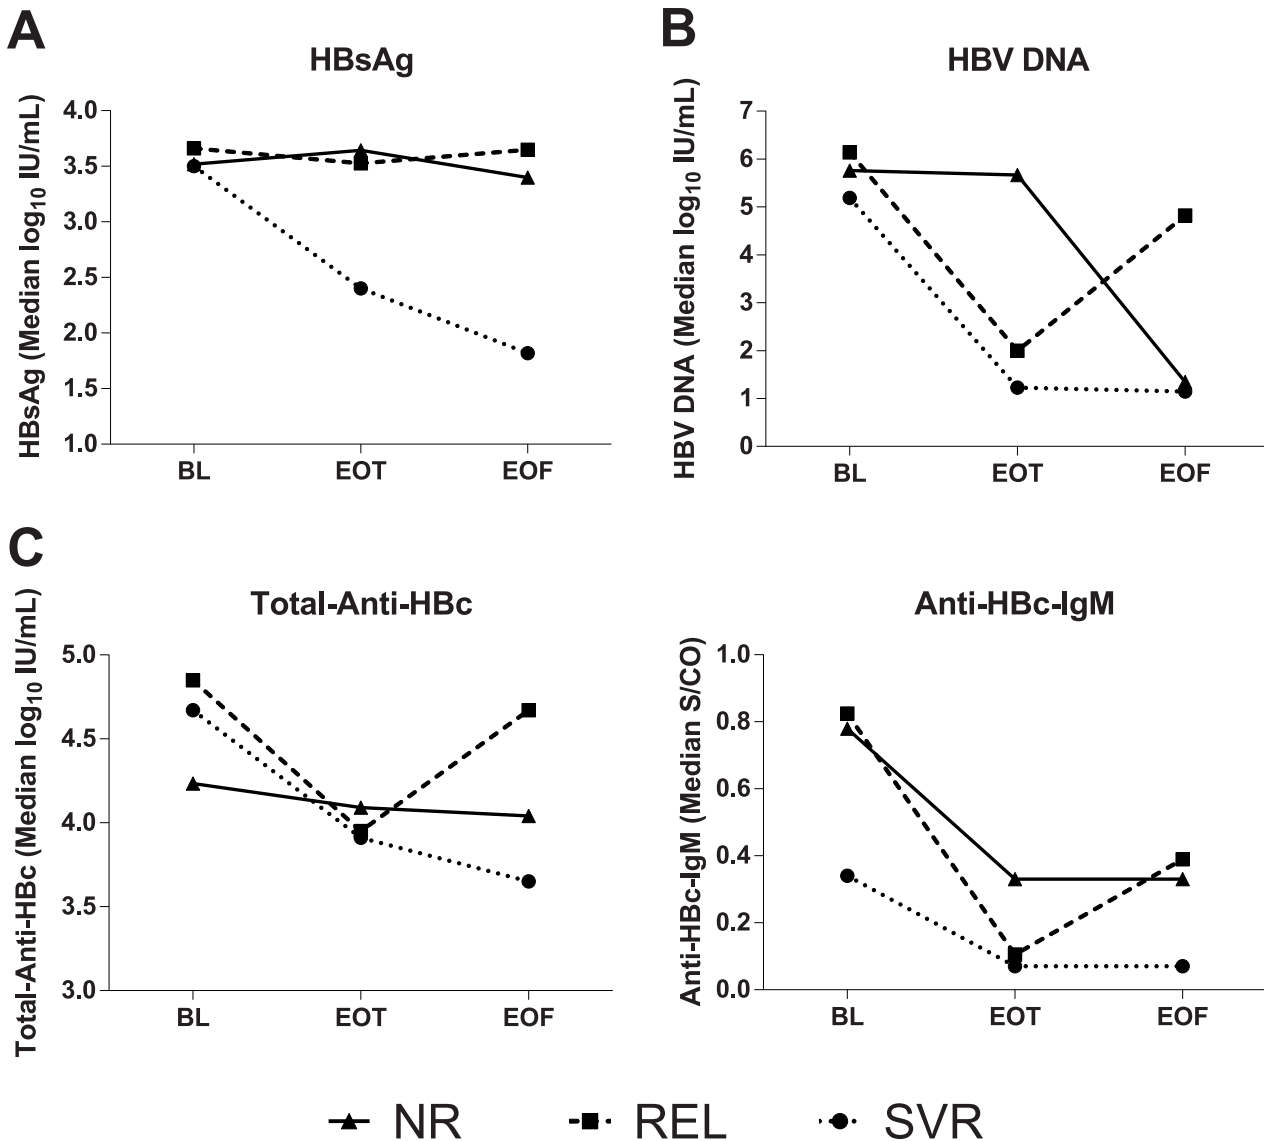 A
HBsAg
HBsAg (Median log10 IU/mL)
4.0
3.5
3.0
2.5
2.0
1.5
1.0
BL EOT EOF
B
HBV DNA
HBV DNA (Median log10 IU/mL)
7
6
5
4
3
2
1
0
BL EOT EOF
C
Total-Anti-HBc
Total-Anti-HBc (Median log10 IU/mL)
5.0
4.5
4.0
3.5
3.0
BL EOT EOF
Anti-HBc-IgM
Anti-HBc-IgM (Median S/CO)
1.0
0.8
0.6
0.4
0.2
0.0
BL EOT EOF
NR REL SVR